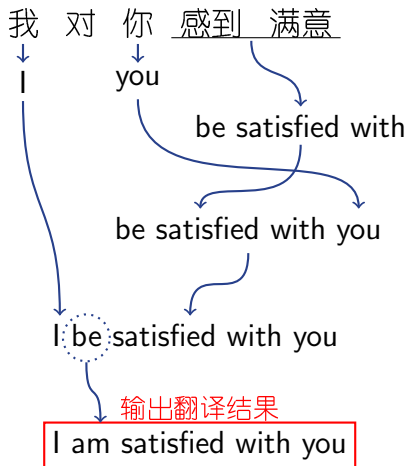 我 对 你 感到 满意
I you
be satisfied with
be satisfied with you
I be satisfied with you
输出翻译结果
I am satisfied with you